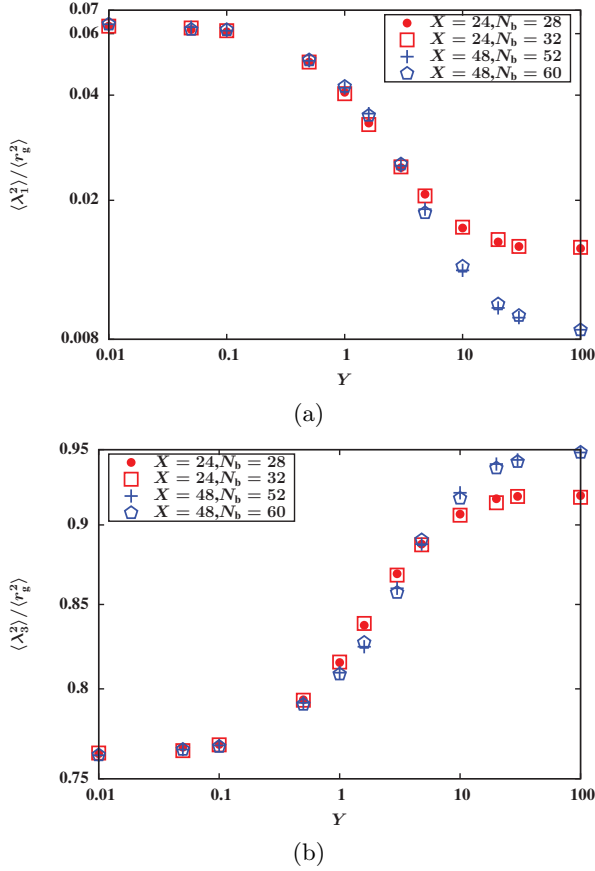 0.07
0.06
0.04
0.02
0.008
⟨λ₁²⟩/⟨r_g²⟩
X = 24,N_b = 28
X = 24,N_b = 32
X = 48,N_b = 52
X = 48,N_b = 60
0.01 0.1 1 10 100
Y
(a)
0.95
0.9
0.85
0.8
0.75
⟨λ₃²⟩/⟨r_g²⟩
X = 24,N_b = 28
X = 24,N_b = 32
X = 48,N_b = 52
X = 48,N_b = 60
0.01 0.1 1 10 100
Y
(b)